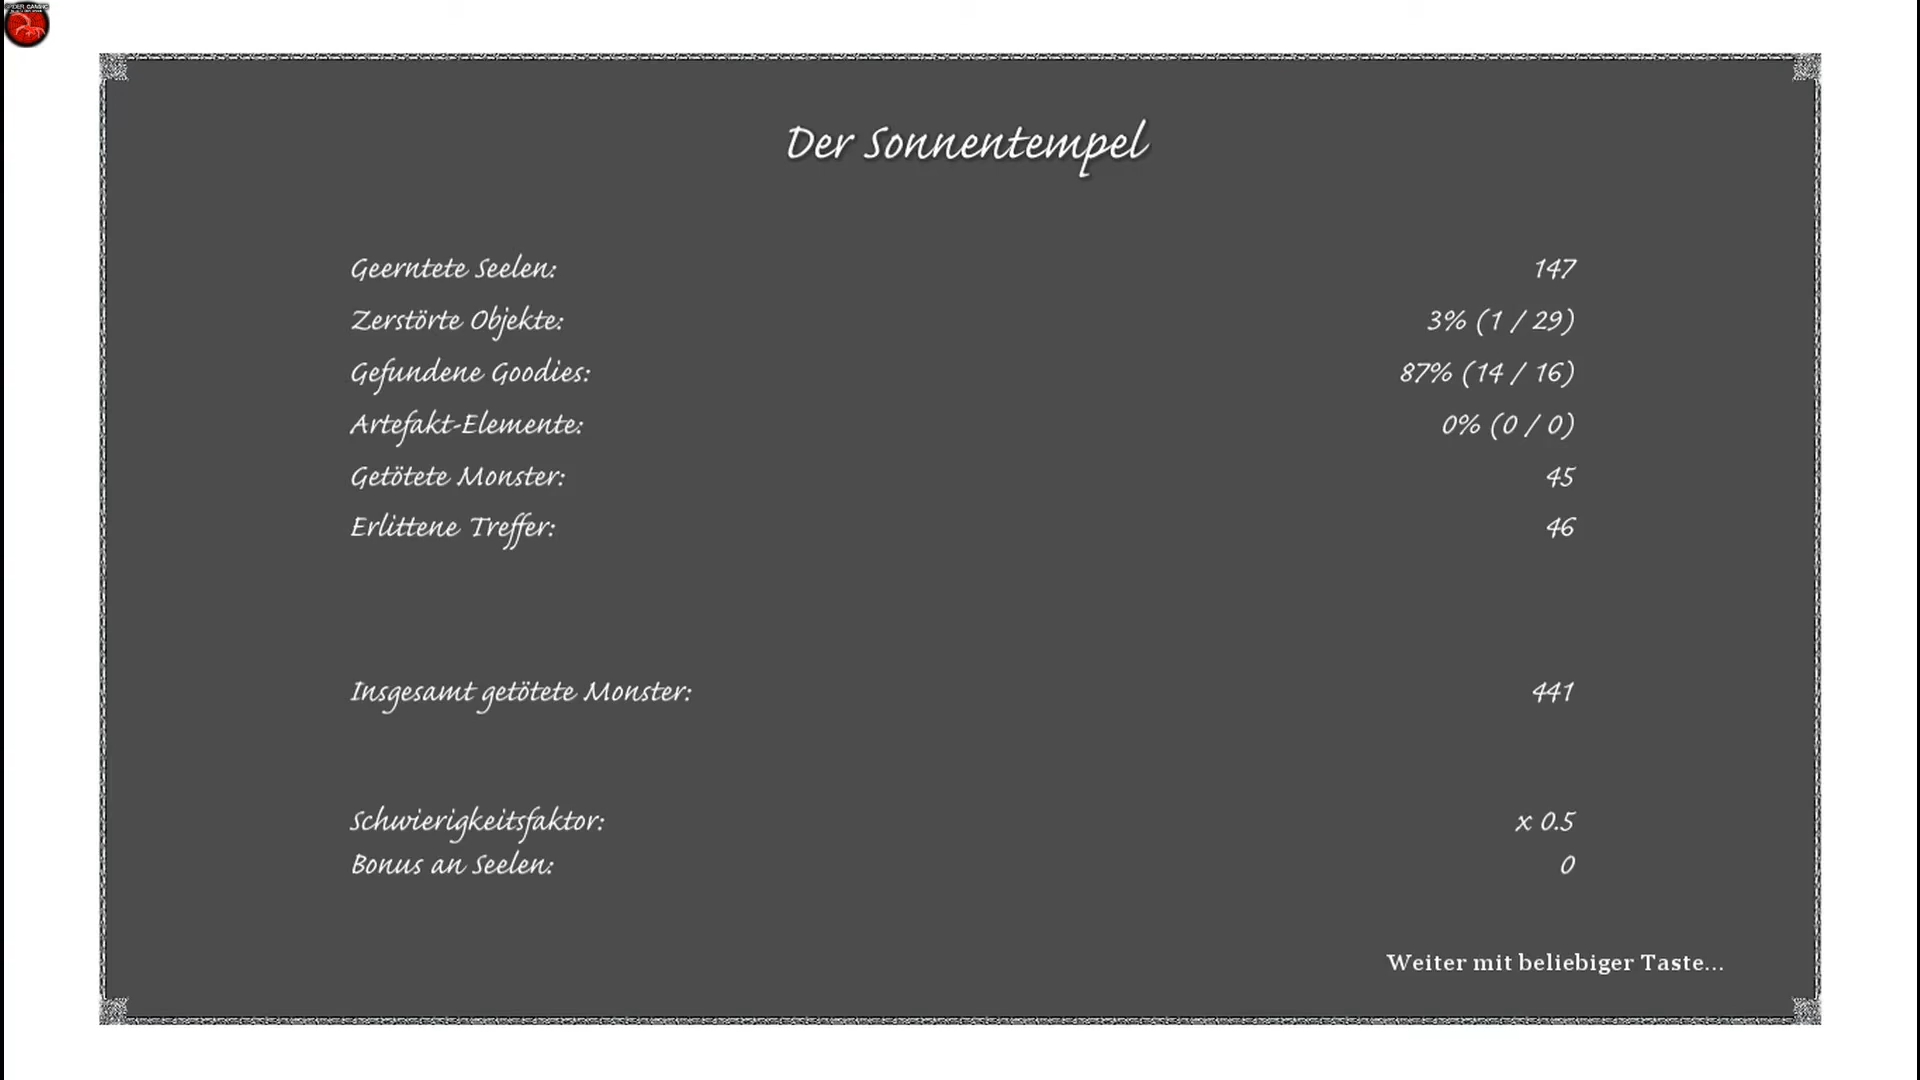 Der Sonnentempel
Geerntete Seelen: 147
Zerstörte Objekte: 3% (1 / 29)
Gefundene Goodies: 87% (14 / 16)
Artefakt-Elemente: 0% (0 / 0)
Getötete Monster: 45
Erlittene Treffer: 46
Insgesamt getötete Monster: 441
Schwierigkeitsfaktor: x 0.5
Bonus an Seelen: 0
Weiter mit beliebiger Taste...